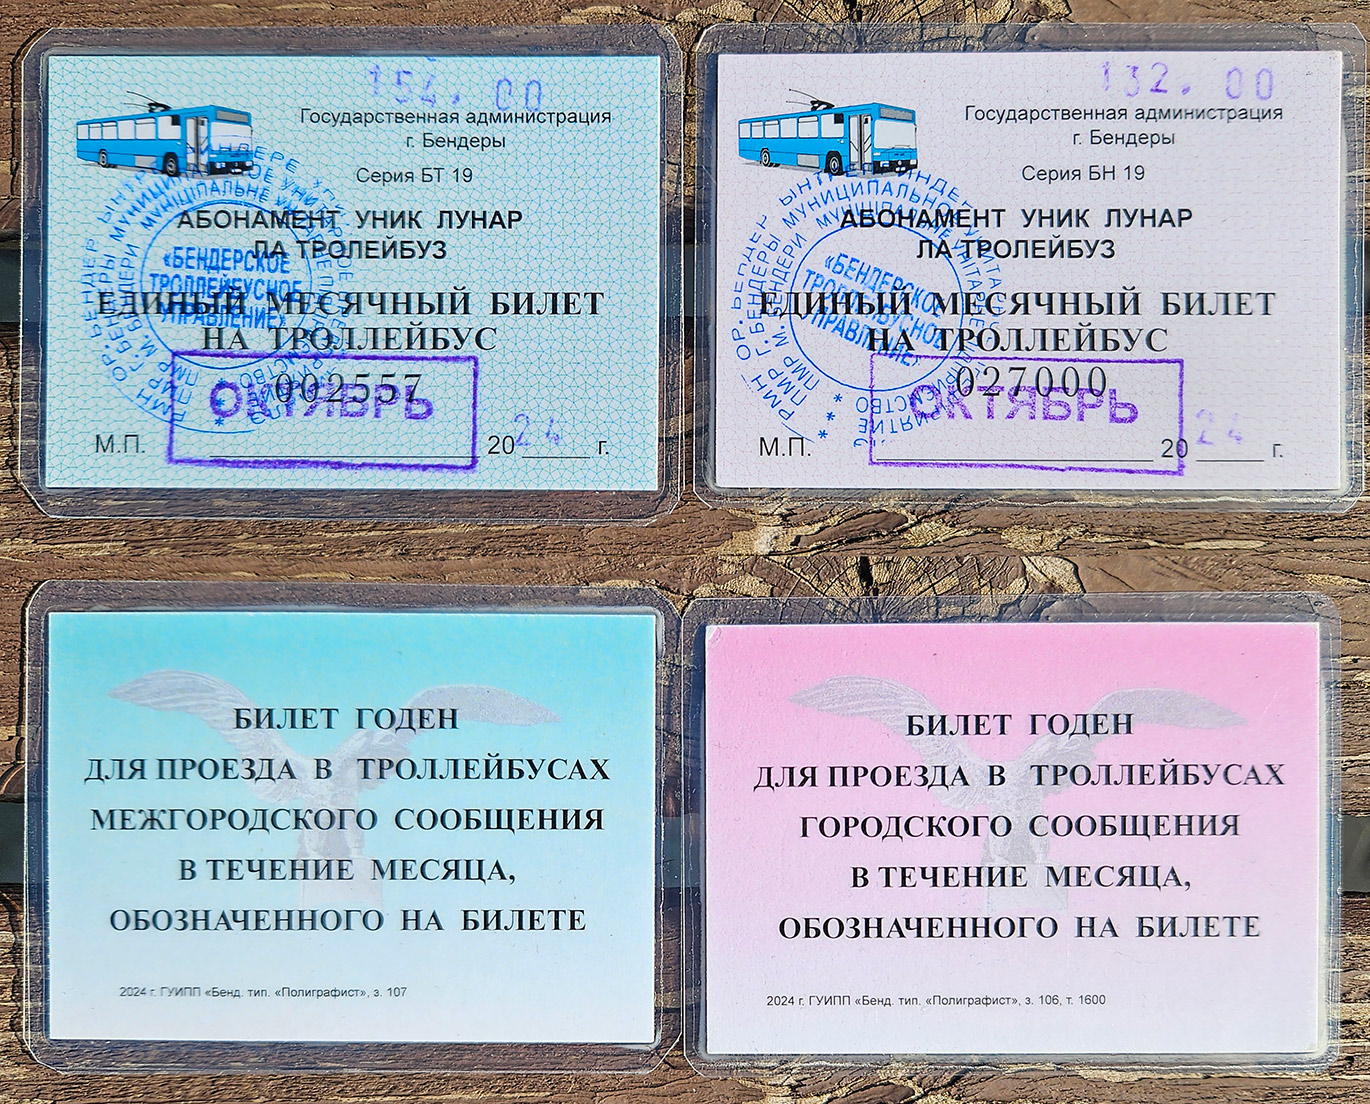 154.00
Государственная администрация
г. Бендеры
Серия БТ 19
АБОНАМЕНТ УНИК ЛУНАР
ЛА ТРОЛЕЙБУЗ
«БЕНДЕРСКОЕ
ТРОЛЛЕЙБУСНОЕ
УПРАВЛЕНИЕ»
ЕДИНЫЙ МЕСЯЧНЫЙ БИЛЕТ
НА ТРОЛЛЕЙБУС
002557
ОКТЯБРЬ
М.П. 20 24 г.
132.00
Государственная администрация
г. Бендеры
Серия БН 19
АБОНАМЕНТ УНИК ЛУНАР
ЛА ТРОЛЕЙБУЗ
«БЕНДЕРСКОЕ
ТРОЛЛЕЙБУСНОЕ
УПРАВЛЕНИЕ»
ЕДИНЫЙ МЕСЯЧНЫЙ БИЛЕТ
НА ТРОЛЛЕЙБУС
027000
ОКТЯБРЬ
М.П. 20 24 г.
БИЛЕТ ГОДЕН
ДЛЯ ПРОЕЗДА В ТРОЛЛЕЙБУСАХ
МЕЖГОРОДСКОГО СООБЩЕНИЯ
В ТЕЧЕНИЕ МЕСЯЦА,
ОБОЗНАЧЕННОГО НА БИЛЕТЕ
2024 г. ГУИПП «Бенд. тип. «Полиграфист», з. 107
БИЛЕТ ГОДЕН
ДЛЯ ПРОЕЗДА В ТРОЛЛЕЙБУСАХ
ГОРОДСКОГО СООБЩЕНИЯ
В ТЕЧЕНИЕ МЕСЯЦА,
ОБОЗНАЧЕННОГО НА БИЛЕТЕ
2024 г. ГУИПП «Бенд. тип. «Полиграфист», з. 106, т. 1600